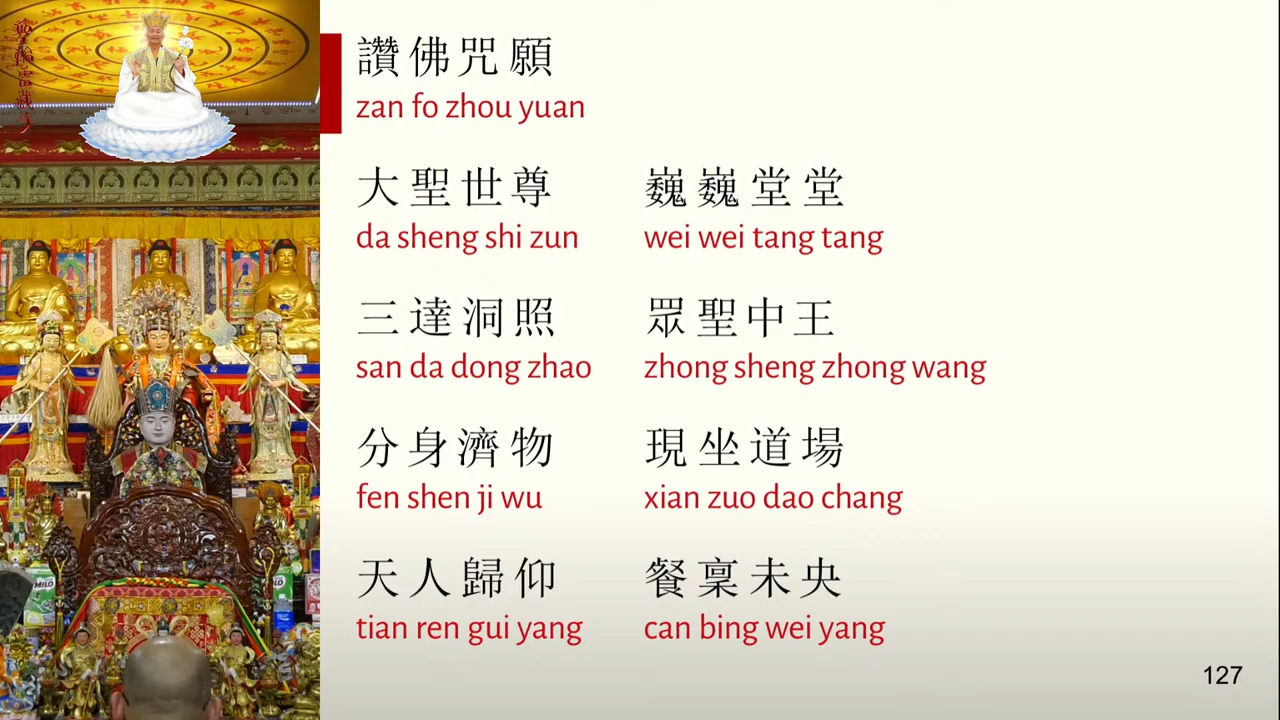 讚佛咒願
zan fo zhou yuan
大聖世尊 巍巍堂堂
da sheng shi zun wei wei tang tang
三達洞照 眾聖中王
san da dong zhao zhong sheng zhong wang
分身濟物 現坐道場
fen shen ji wu xian zuo dao chang
天人歸仰 餐稟未央
tian ren gui yang can bing wei yang
127
MILO
MILO